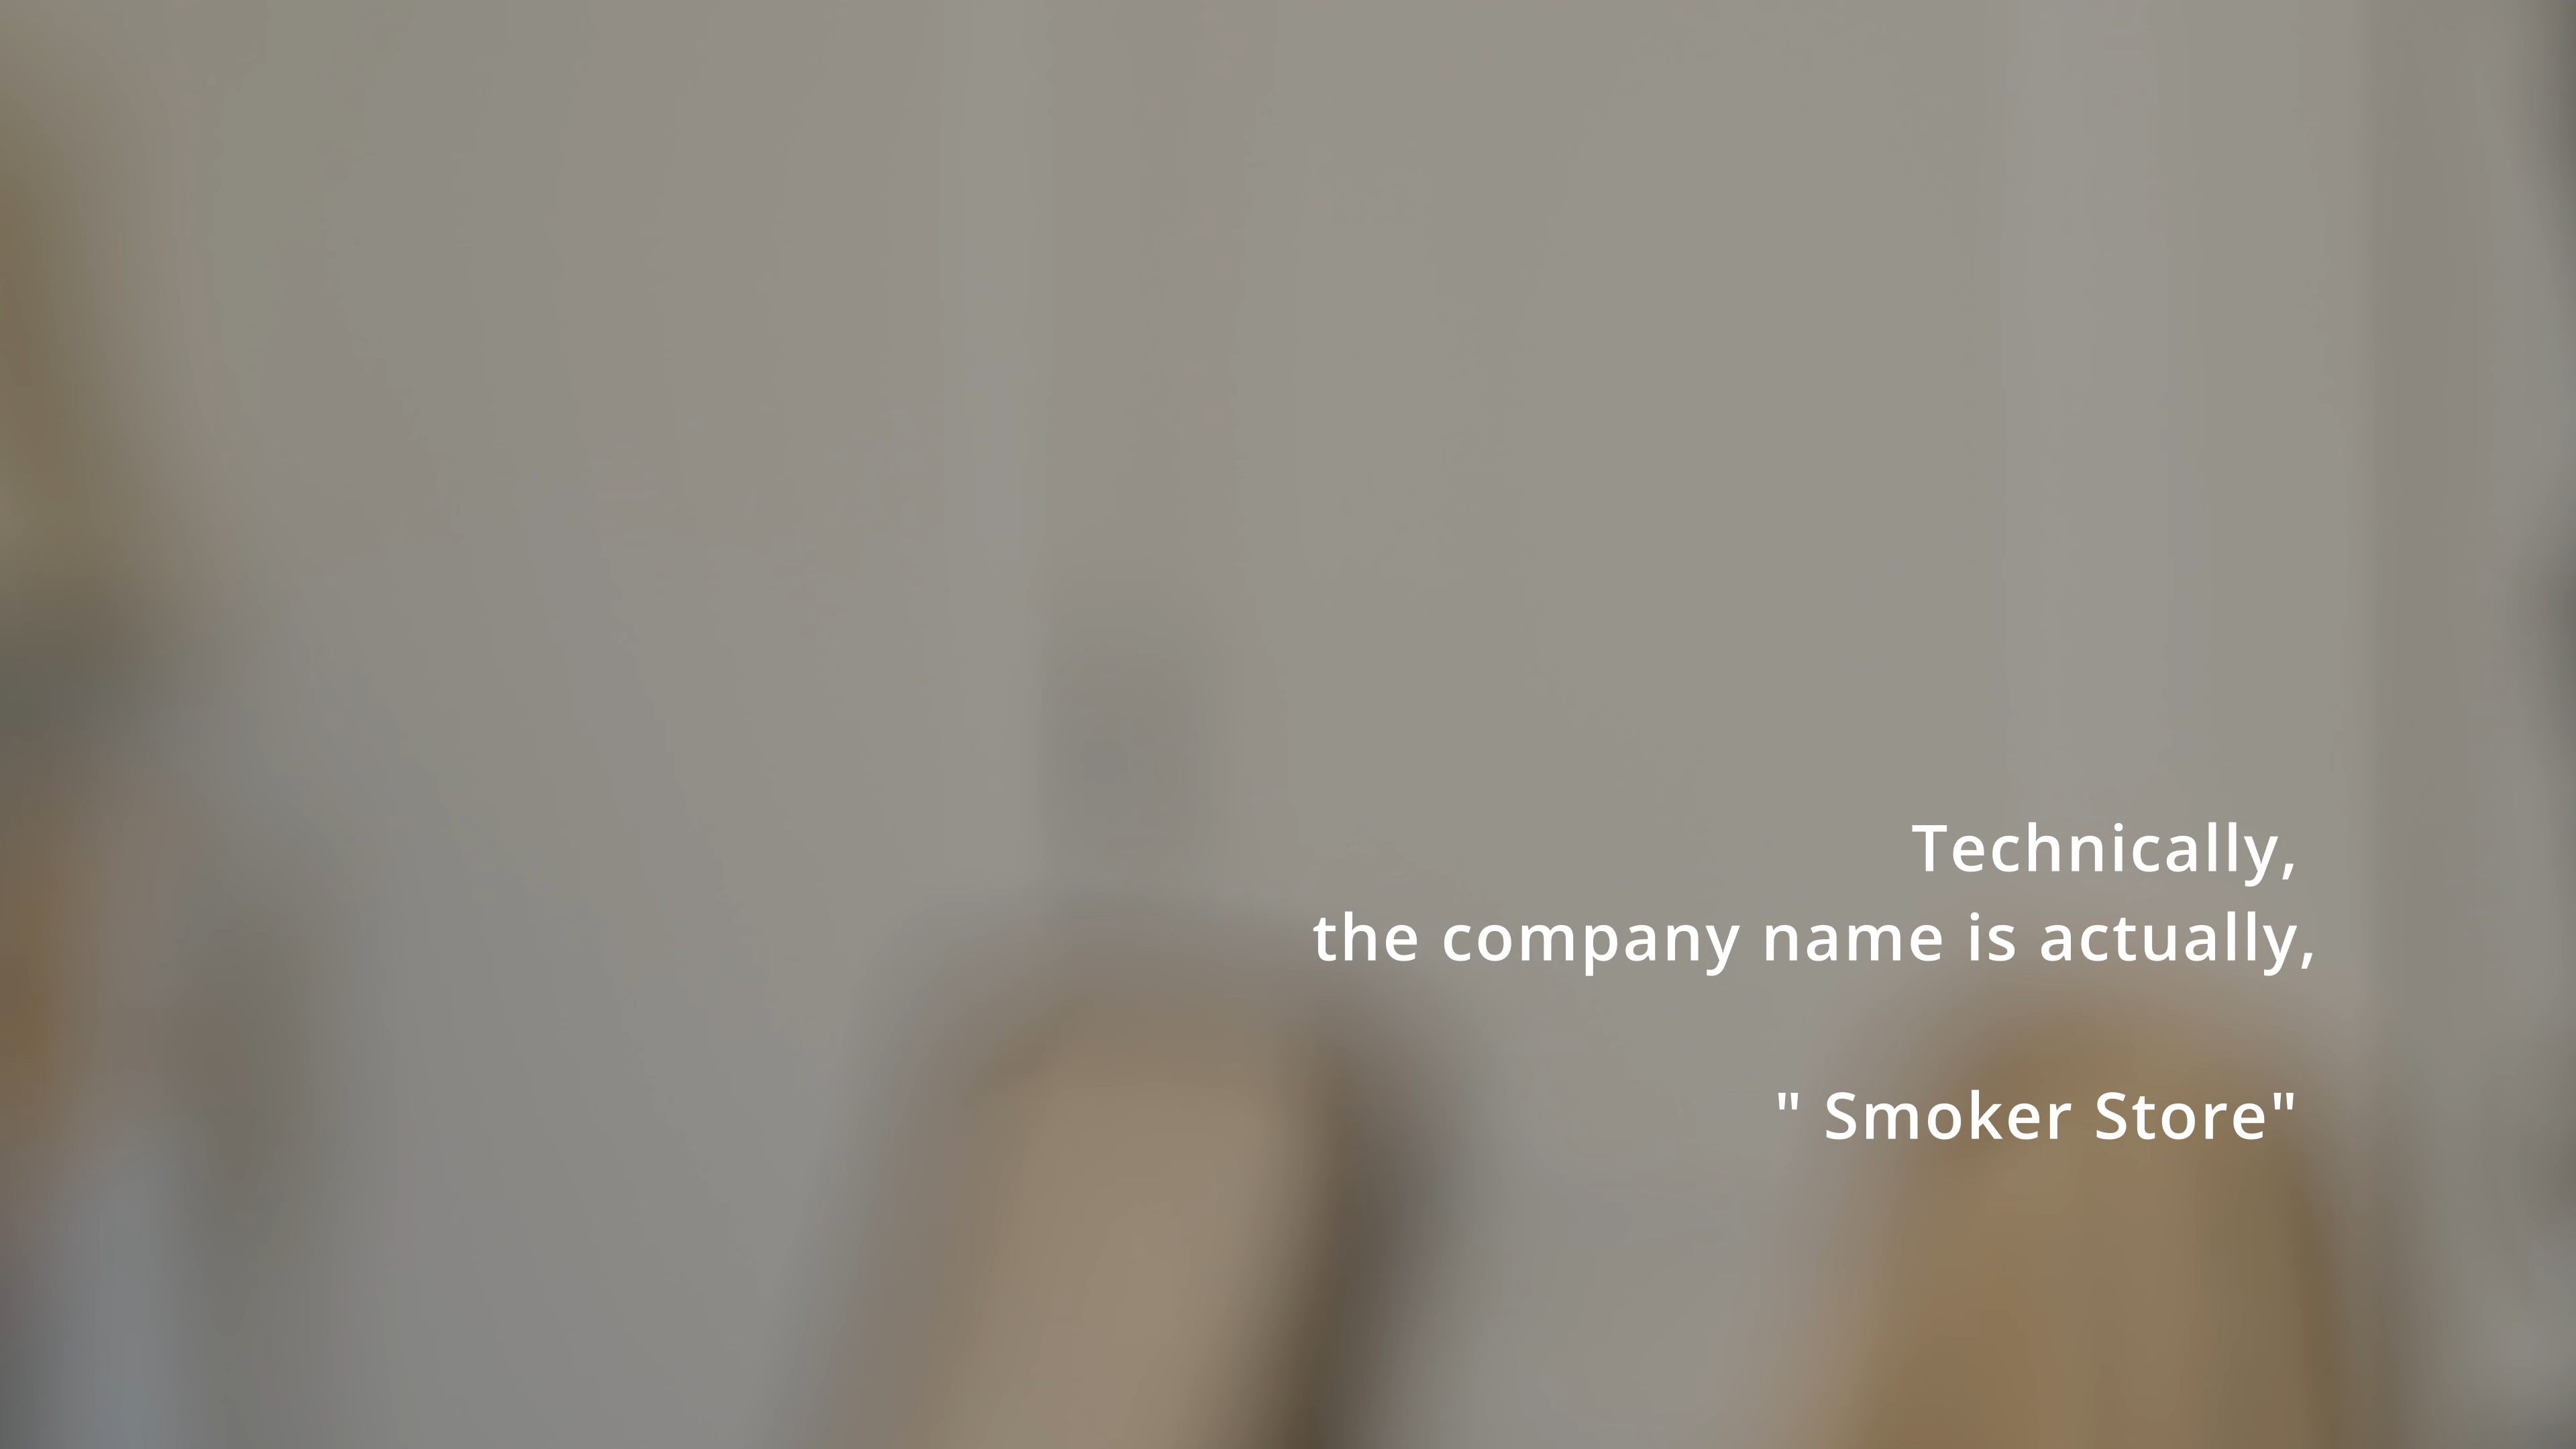 Technically,
the company name is actually,
" Smoker Store"